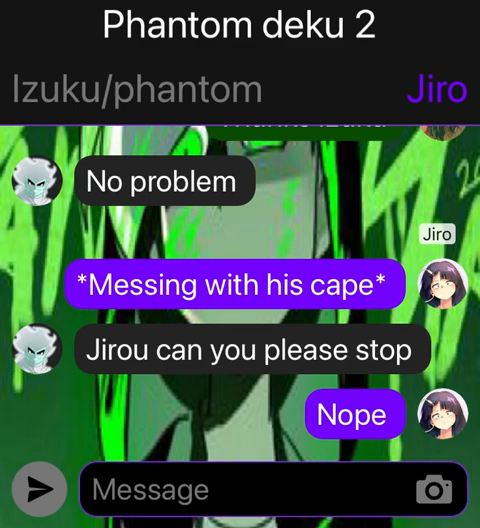 Phantom deku 2
Izuku/phantom
Jiro
No problem
Jiro
*Messing with his cape*
Jirou can you please stop
Nope
Message